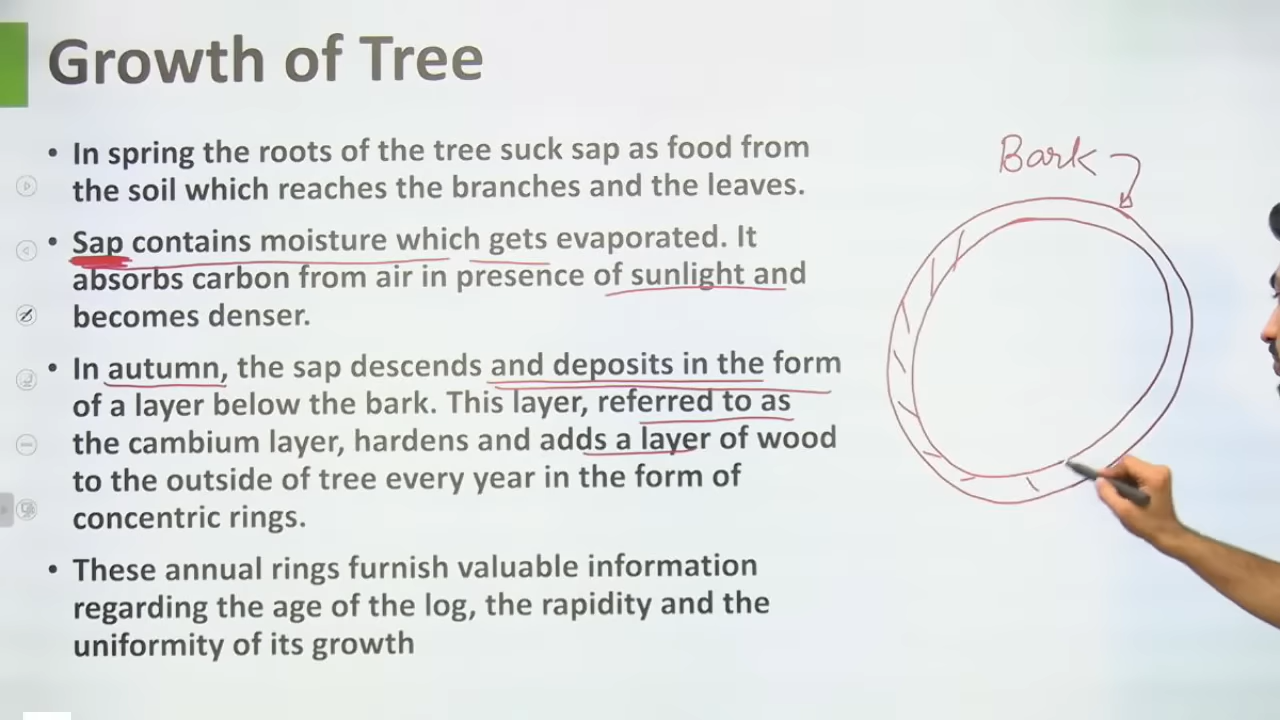 Growth of Tree
• In spring the roots of the tree suck sap as food from
the soil which reaches the branches and the leaves.
• Sap contains moisture which gets evaporated. It
absorbs carbon from air in presence of sunlight and
becomes denser.
• In autumn, the sap descends and deposits in the form
of a layer below the bark. This layer, referred to as
the cambium layer, hardens and adds a layer of wood
to the outside of tree every year in the form of
concentric rings.
• These annual rings furnish valuable information
regarding the age of the log, the rapidity and the
uniformity of its growth
Bark